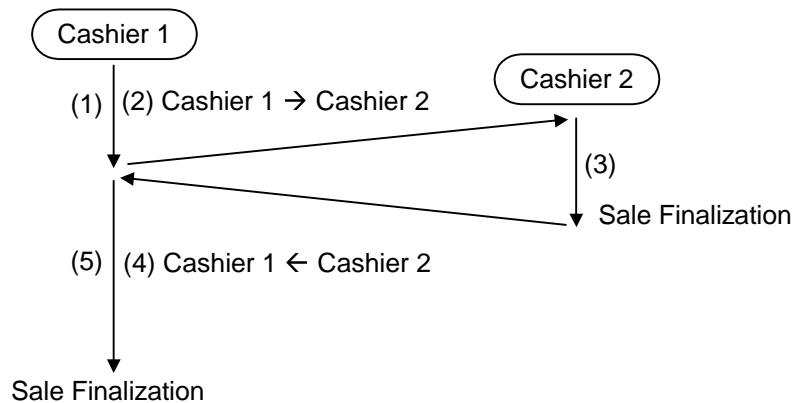 Cashier 1
Cashier 2
(1) (2) Cashier 1 → Cashier 2
(3)
Sale Finalization
(5) (4) Cashier 1 ← Cashier 2
Sale Finalization